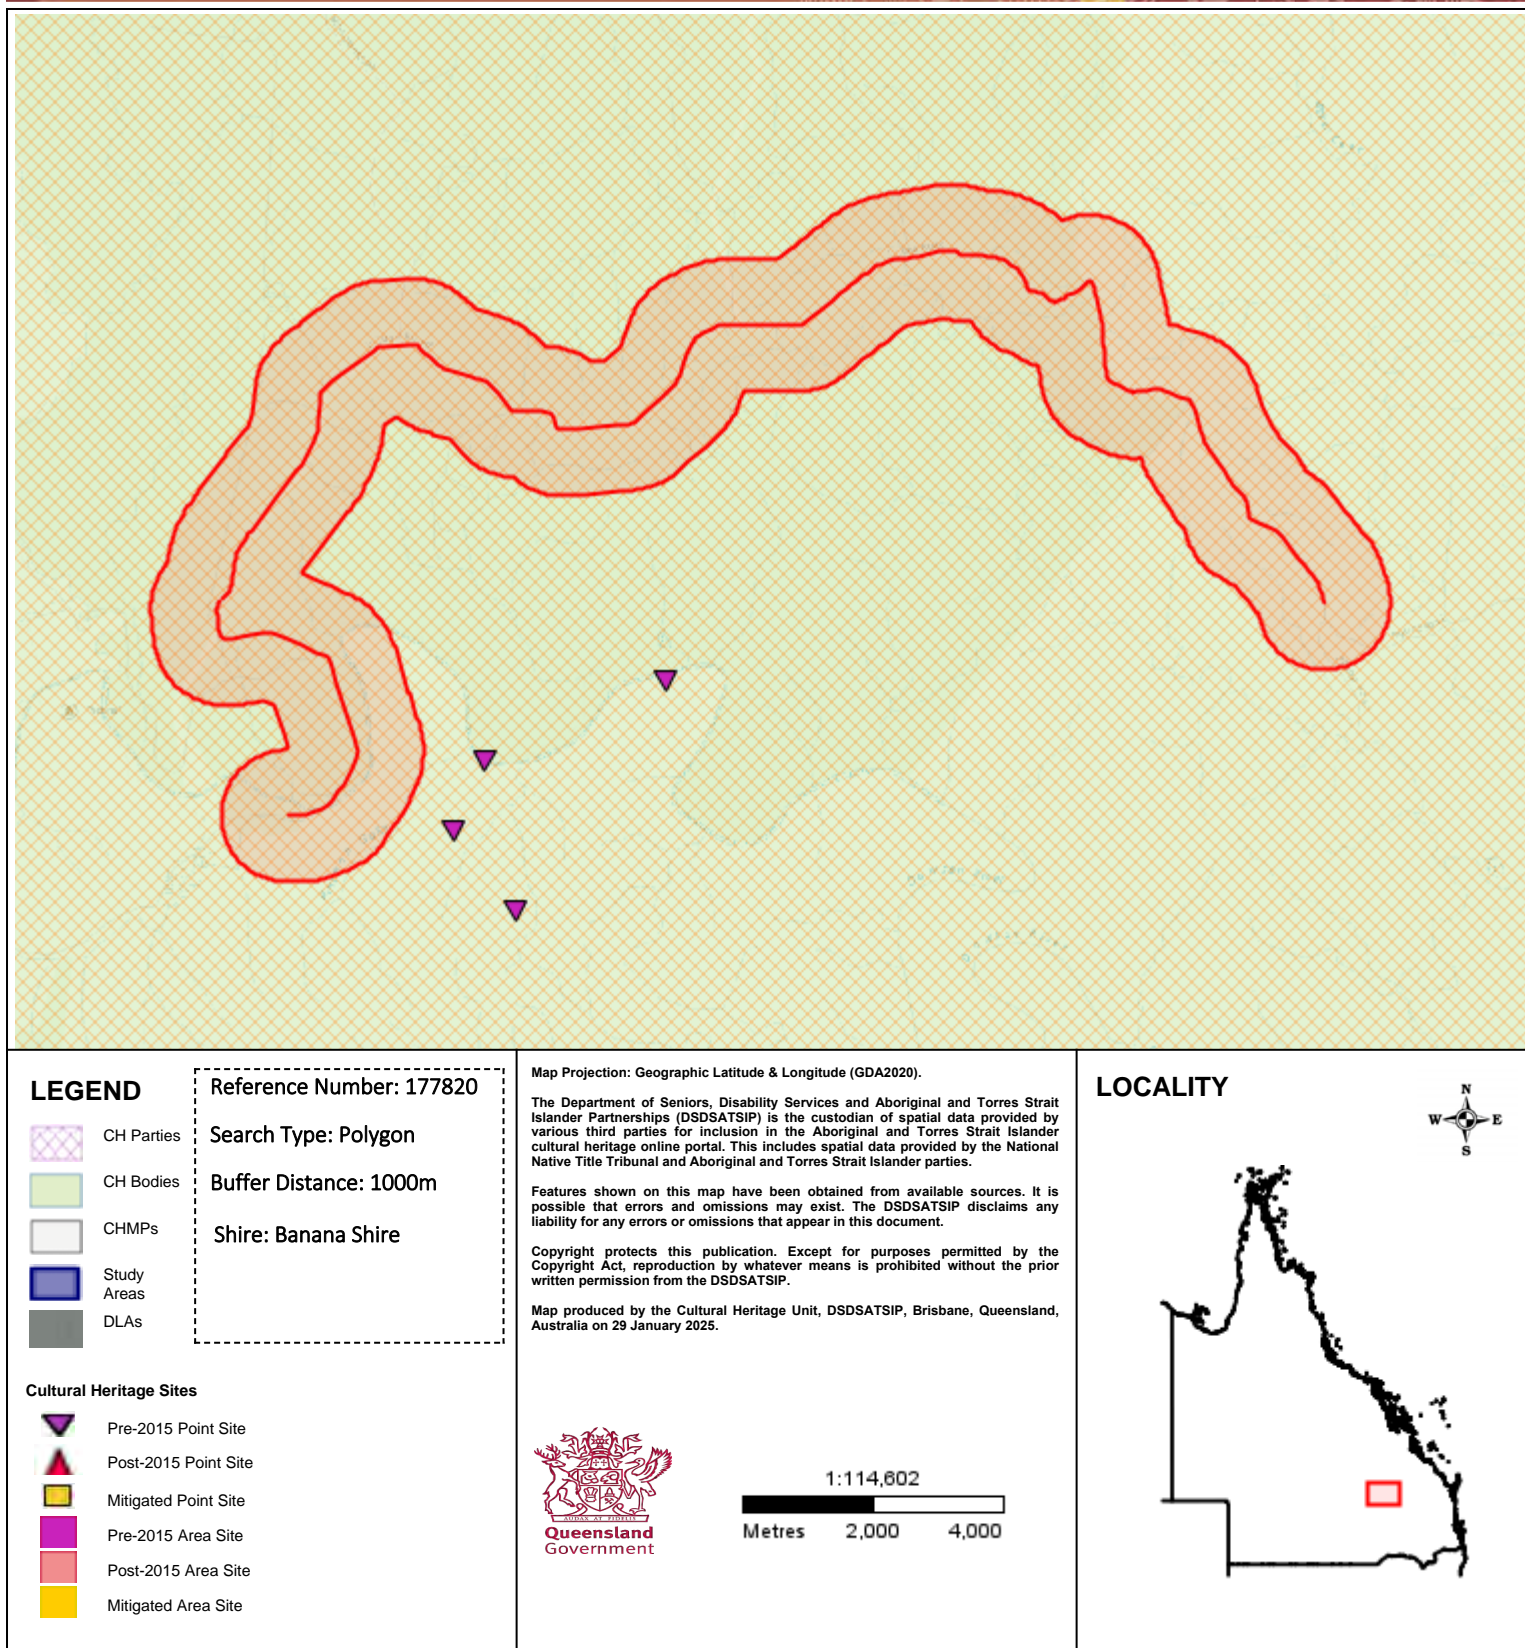 LEGEND
CH Parties
CH Bodies
CHMPs
Study
Areas
DLAs
Reference Number: 177820
Search Type: Polygon
Buffer Distance: 1000m
Shire: Banana Shire
Cultural Heritage Sites
Pre-2015 Point Site
Post-2015 Point Site
Mitigated Point Site
Pre-2015 Area Site
Post-2015 Area Site
Mitigated Area Site
Map Projection: Geographic Latitude & Longitude (GDA2020).
The Department of Seniors, Disability Services and Aboriginal and Torres Strait
Islander Partnerships (DSDSATSIP) is the custodian of spatial data provided by
various third parties for inclusion in the Aboriginal and Torres Strait Islander
cultural heritage online portal. This includes spatial data provided by the National
Native Title Tribunal and Aboriginal and Torres Strait Islander parties.
Features shown on this map have been obtained from available sources. It is
possible that errors and omissions may exist. The DSDSATSIP disclaims any
liability for any errors or omissions that appear in this document.
Copyright protects this publication. Except for purposes permitted by the
Copyright Act, reproduction by whatever means is prohibited without the prior
written permission from the DSDSATSIP.
Map produced by the Cultural Heritage Unit, DSDSATSIP, Brisbane, Queensland,
Australia on 29 January 2025.
AUDAX AT FIDELIS
Queensland
Government
1:114,602
Metres 2,000 4,000
LOCALITY
N
W E
S